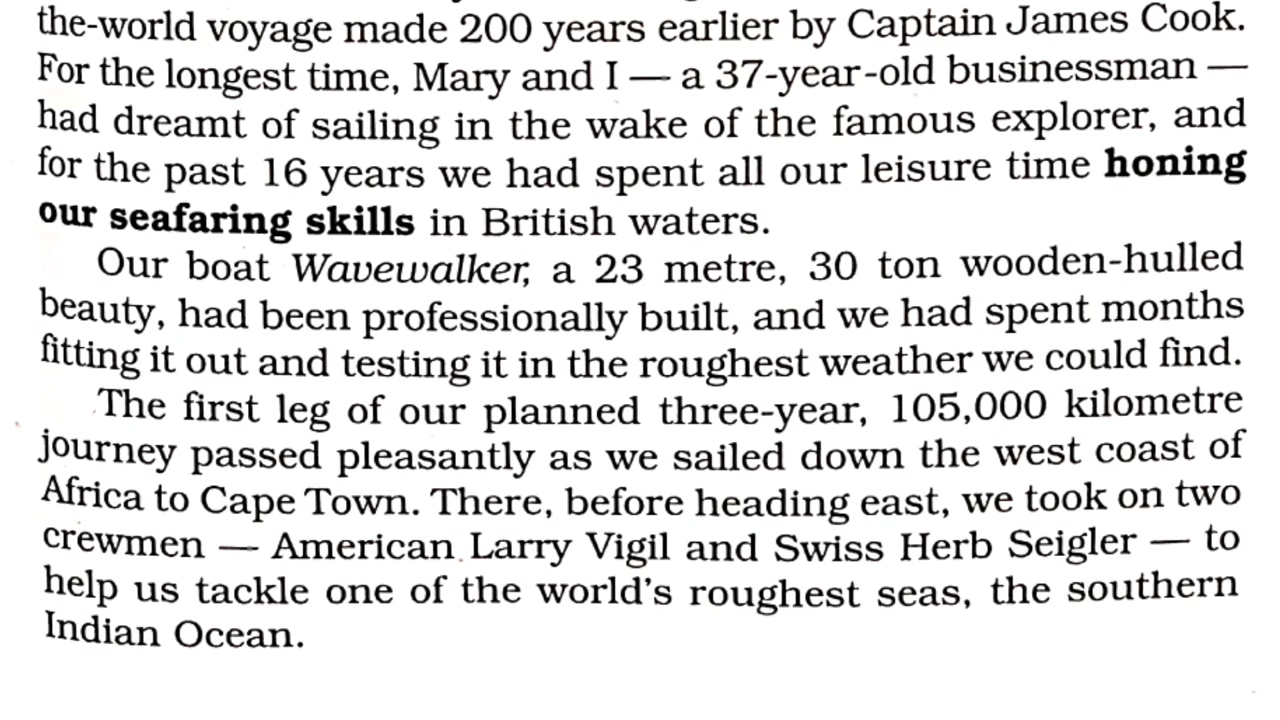 the-world voyage made 200 years earlier by Captain James Cook.
For the longest time, Mary and I — a 37-year-old businessman —
had dreamt of sailing in the wake of the famous explorer, and
for the past 16 years we had spent all our leisure time honing
our seafaring skills in British waters.
Our boat Wavewalker, a 23 metre, 30 ton wooden-hulled
beauty, had been professionally built, and we had spent months
fitting it out and testing it in the roughest weather we could find.
The first leg of our planned three-year, 105,000 kilometre
journey passed pleasantly as we sailed down the west coast of
Africa to Cape Town. There, before heading east, we took on two
crewmen — American Larry Vigil and Swiss Herb Seigler — to
help us tackle one of the world's roughest seas, the southern
Indian Ocean.